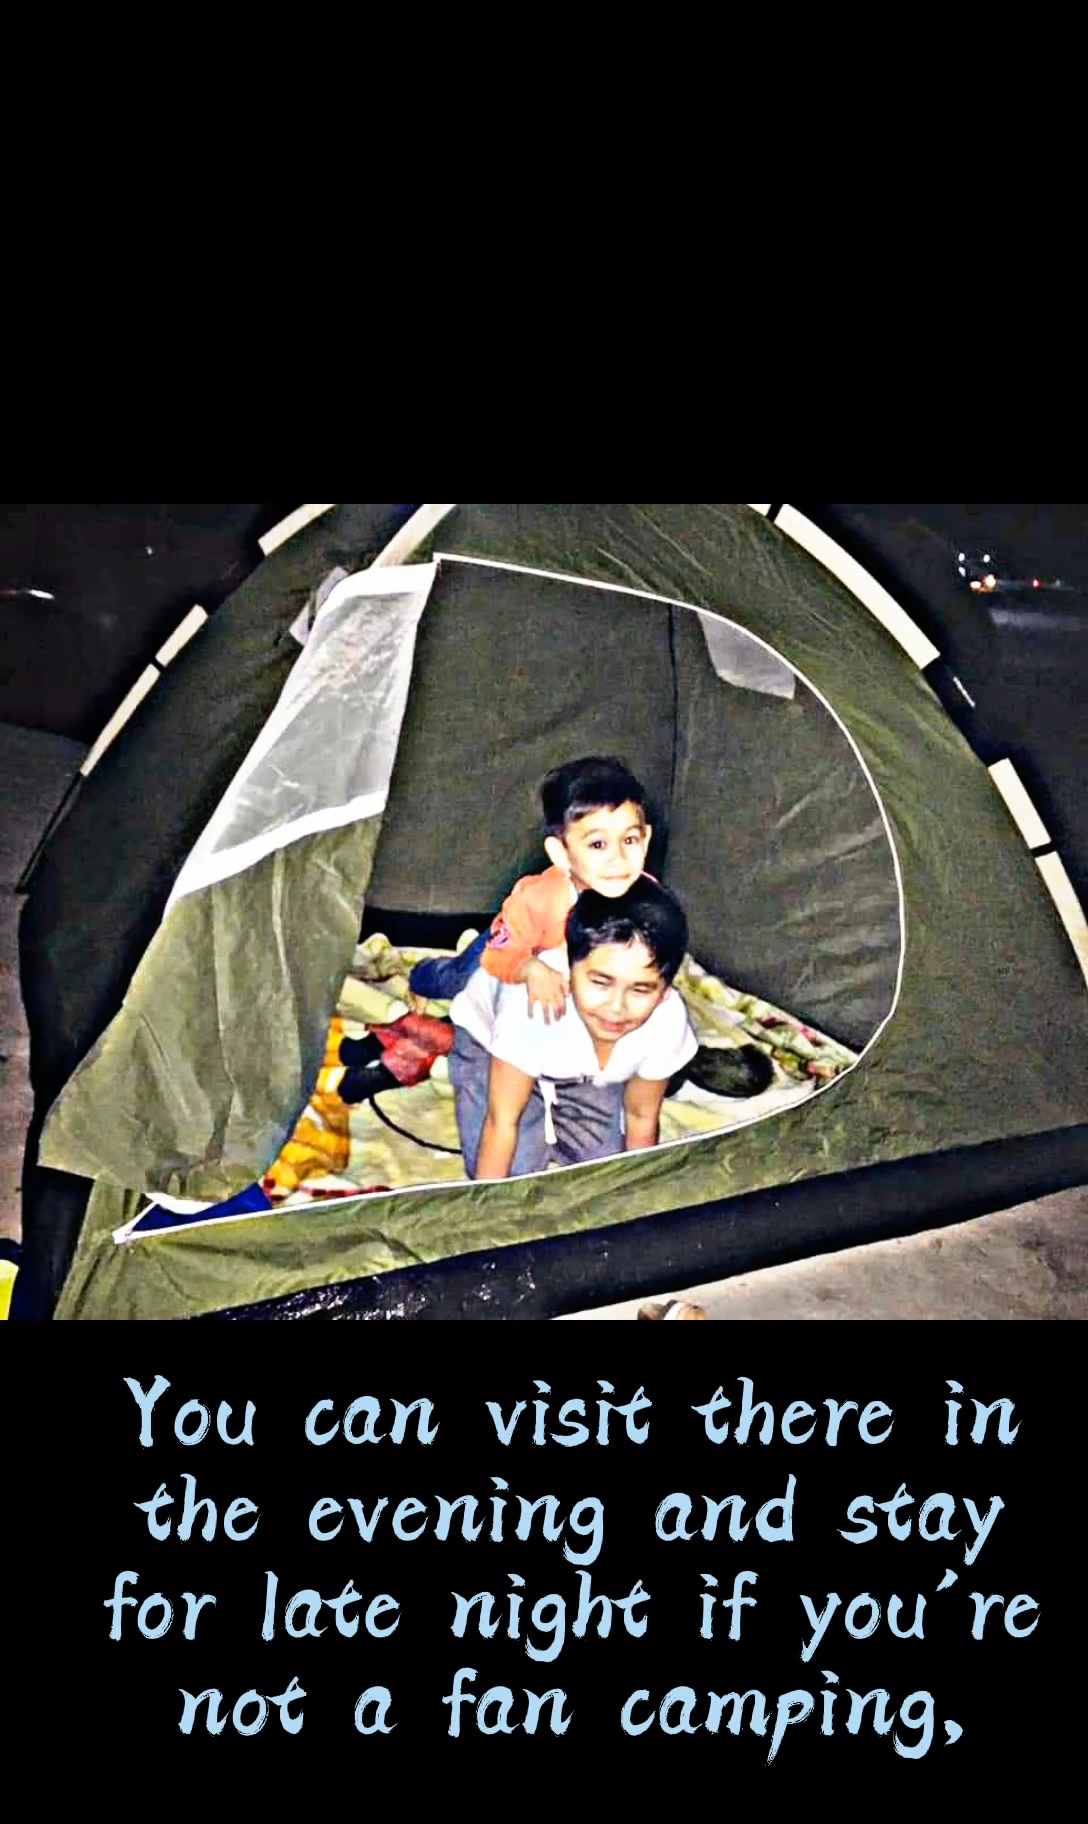 You can visit there in
the evening and stay
for late night if you're
not a fan camping,